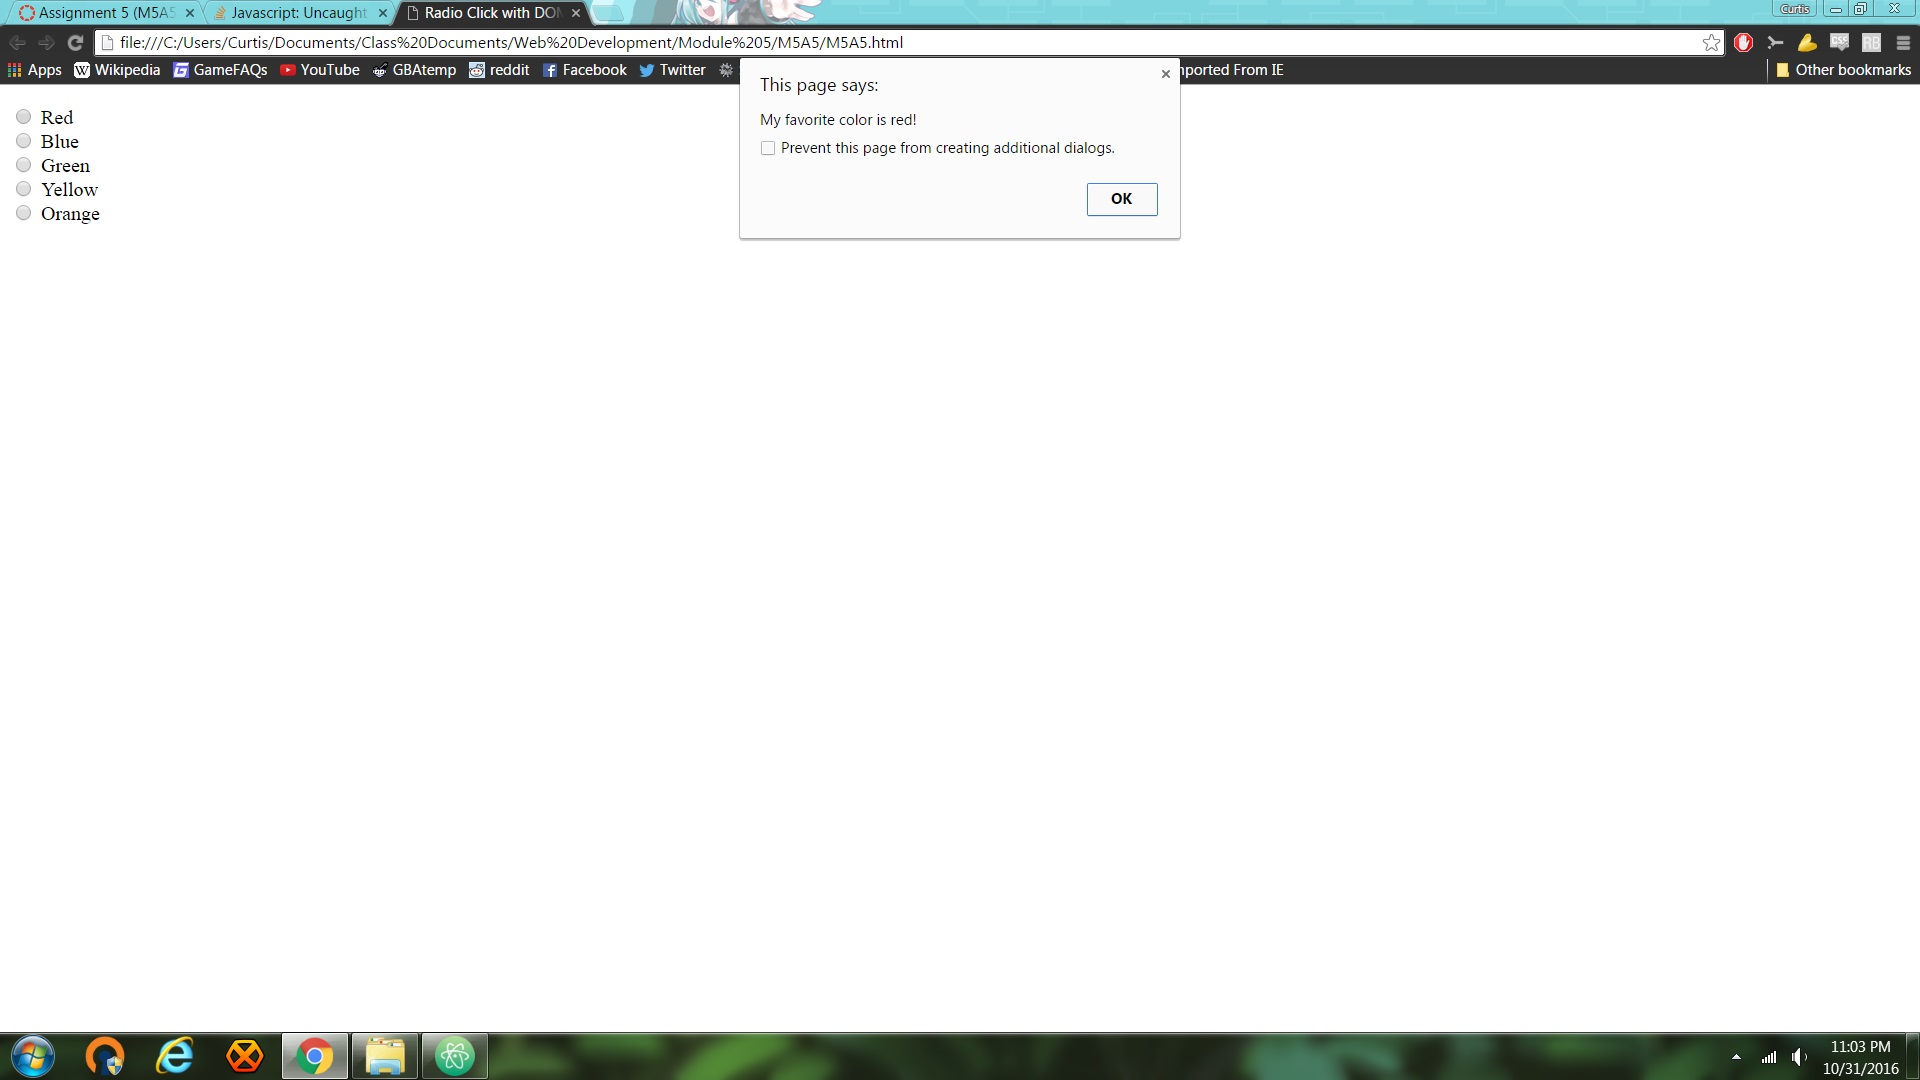 Assignment 5 (M5A5
Javascript: Uncaught
Radio Click with DOM
Curtis
file:///C:/Users/Curtis/Documents/Class%20Documents/Web%20Development/Module%205/M5A5/M5A5.html
CSS
RB
Apps
Wikipedia
GameFAQs
YouTube
GBAtemp
reddit
Facebook
Twitter
mported From IE
Other bookmarks
This page says:
My favorite color is red!
Prevent this page from creating additional dialogs.
OK
Red
Blue
Green
Yellow
Orange
11:03 PM
10/31/2016